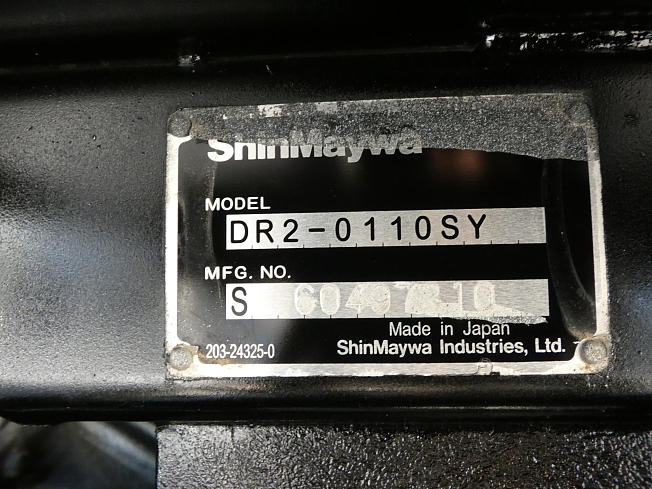 ShinMaywa
MODEL
DR2-0110SY
MFG. NO.
S
Made in Japan
203-24325-0 ShinMaywa Industries, Ltd.